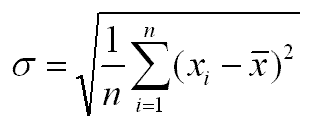 σ = √(1/n ∑_{i=1}^{n} (x_i − x̄)²)